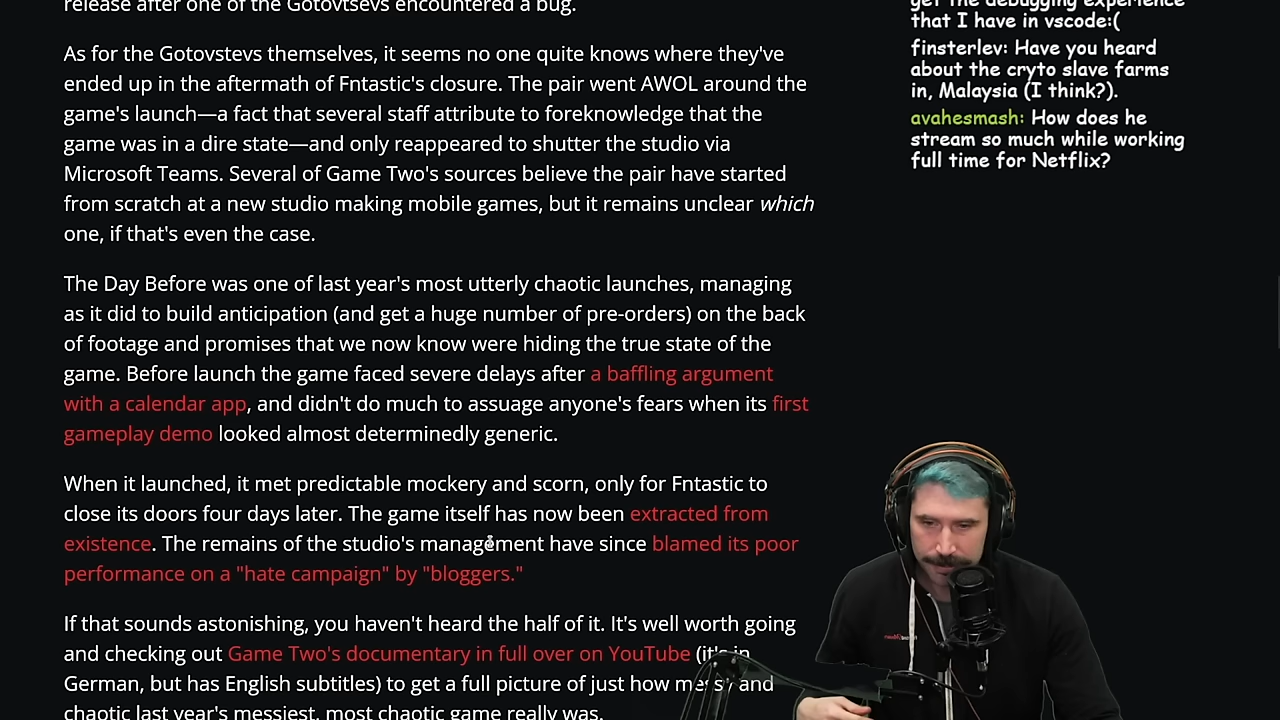 release after one of the Gotovtsevs encountered a bug.
As for the Gotovstevs themselves, it seems no one quite knows where they've
ended up in the aftermath of Fntastic's closure. The pair went AWOL around the
game's launch—a fact that several staff attribute to foreknowledge that the
game was in a dire state—and only reappeared to shutter the studio via
Microsoft Teams. Several of Game Two's sources believe the pair have started
from scratch at a new studio making mobile games, but it remains unclear which
one, if that's even the case.
The Day Before was one of last year's most utterly chaotic launches, managing
as it did to build anticipation (and get a huge number of pre-orders) on the back
of footage and promises that we now know were hiding the true state of the
game. Before launch the game faced severe delays after a baffling argument
with a calendar app, and didn't do much to assuage anyone's fears when its first
gameplay demo looked almost determinedly generic.
When it launched, it met predictable mockery and scorn, only for Fntastic to
close its doors four days later. The game itself has now been extracted from
existence. The remains of the studio's management have since blamed its poor
performance on a "hate campaign" by "bloggers."
If that sounds astonishing, you haven't heard the half of it. It's well worth going
and checking out Game Two's documentary in full over on YouTube (it's in
German, but has English subtitles) to get a full picture of just how messy and
chaotic last year's messiest, most chaotic game really was.
get the debugging experience
that I have in vscode:(
finsterlev: Have you heard
about the cryto slave farms
in, Malaysia (I think?).
avahesmash: How does he
stream so much while working
full time for Netflix?